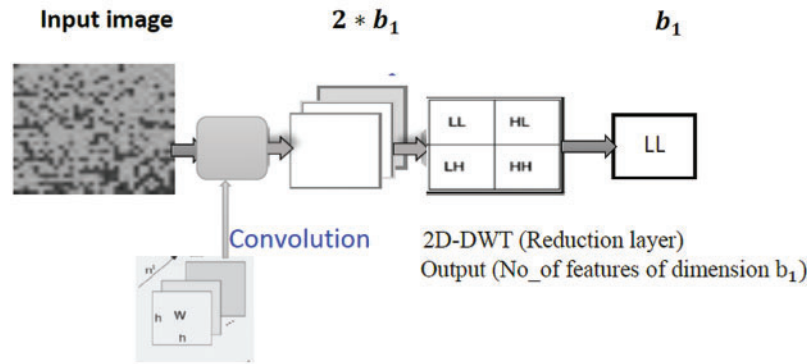 Input image
2 * b₁
b₁
LL HL
LH HH
LL
Convolution
2D-DWT (Reduction layer)
Output (No_of features of dimension b₁)
h W
h
...